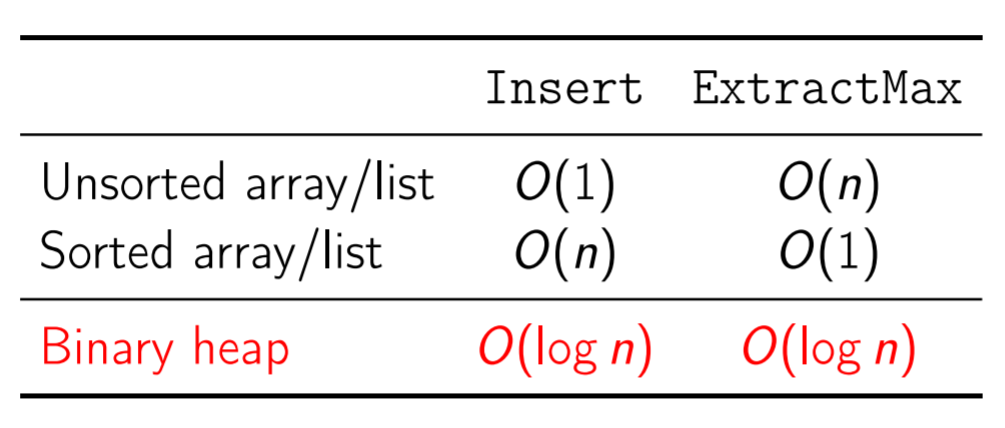 Insert ExtractMax
Unsorted array/list O(1) O(n)
Sorted array/list O(n) O(1)
Binary heap O(log n) O(log n)